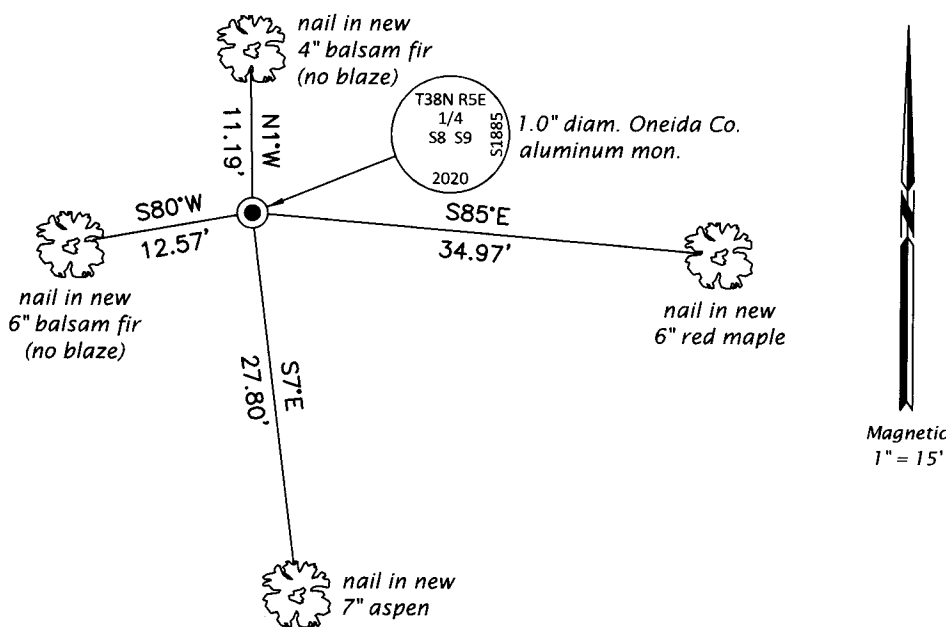 nail in new
4" balsam fir
(no blaze)
N1°W
11.19'
T38N R5E
1/4
S8 S9
S1885
2020
1.0" diam. Oneida Co.
aluminum mon.
S80°W
12.57'
S85°E
34.97'
nail in new
6" balsam fir
(no blaze)
nail in new
6" red maple
S7°E
27.80'
N
Magnetic
1" = 15'
nail in new
7" aspen